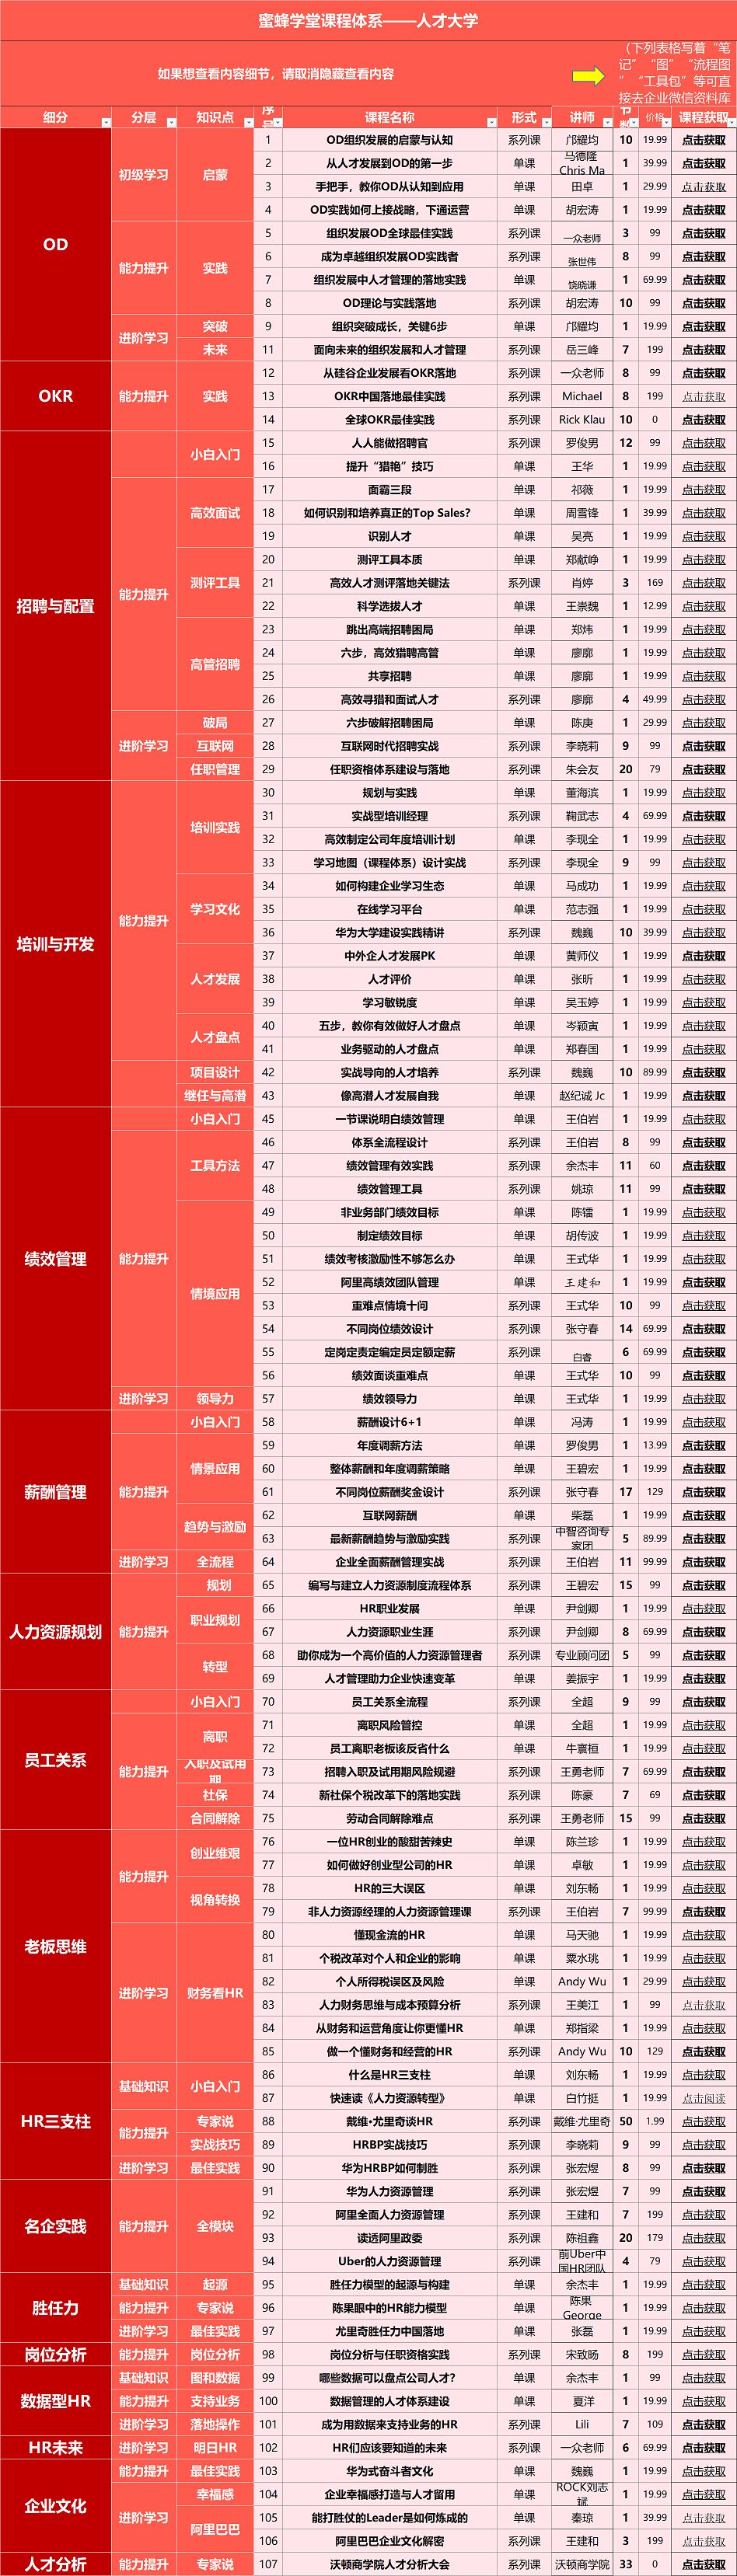 蜜蜂学堂课程体系——人才大学
如果想查看内容细节，请取消隐藏查看内容
（下列表格写着“笔
记”“图”“流程图
”“工具包”等可直
接去企业微信资料库
细分 分层 知识点 序号 课程名称 形式 讲师 节数 价格 课程获取
OD 初级学习 启蒙 1 OD组织发展的启蒙与认知 系列课 邝耀均 10 19.99 点击获取
2 从人才发展到OD的第一步 单课 马德隆 Chris Ma 1 39.99 点击获取
3 手把手，教你OD从认知到应用 单课 田卓 1 29.99 点击获取
4 OD实践如何上接战略，下通运营 单课 胡宏涛 1 19.99 点击获取
能力提升 实践 5 组织发展OD全球最佳实践 系列课 一众老师 3 99 点击获取
6 成为卓越组织发展OD实践者 系列课 张世伟 8 99 点击获取
7 组织发展中人才管理的落地实践 单课 饶晓谦 1 69.99 点击获取
8 OD理论与实践落地 系列课 胡宏涛 10 99 点击获取
进阶学习 突破 9 组织突破成长，关键6步 单课 邝耀均 1 19.99 点击获取
未来 11 面向未来的组织发展和人才管理 系列课 岳三峰 7 199 点击获取
OKR 能力提升 实践 12 从硅谷企业发展看OKR落地 系列课 一众老师 8 99 点击获取
13 OKR中国落地最佳实践 系列课 Michael 8 199 点击获取
14 全球OKR最佳实践 系列课 Rick Klau 10 0 点击获取
招聘与配置 小白入门 15 人人能做招聘官 系列课 罗俊男 12 99 点击获取
16 提升“猎艳”技巧 单课 王华 1 19.99 点击获取
能力提升 高效面试 17 面霸三段 单课 祁薇 1 19.99 点击获取
18 如何识别和培养真正的Top Sales？ 单课 周雪锋 1 39.99 点击获取
19 识别人才 单课 吴亮 1 19.99 点击获取
测评工具 20 测评工具本质 单课 郑献峥 1 19.99 点击获取
21 高效人才测评落地关键法 系列课 肖婷 3 169 点击获取
22 科学选拔人才 单课 王崇魏 1 12.99 点击获取
高管招聘 23 跳出高端招聘困局 单课 郑炜 1 19.99 点击获取
24 六步，高效猎聘高管 单课 廖廓 1 19.99 点击获取
25 共享招聘 单课 廖廓 1 19.99 点击获取
26 高效寻猎和面试人才 系列课 廖廓 4 49.99 点击获取
进阶学习 破局 27 六步破解招聘困局 单课 陈庚 1 29.99 点击获取
互联网 28 互联网时代招聘实战 系列课 李晓莉 9 99 点击获取
任职管理 29 任职资格体系建设与落地 系列课 朱会友 20 79 点击获取
培训与开发 能力提升 培训实践 30 规划与实践 单课 董海滨 1 19.99 点击获取
31 实战型培训经理 系列课 鞠武志 4 69.99 点击获取
32 高效制定公司年度培训计划 单课 李现全 1 19.99 点击获取
33 学习地图（课程体系）设计实战 系列课 李现全 9 99 点击获取
学习文化 34 如何构建企业学习生态 单课 马成功 1 19.99 点击获取
35 在线学习平台 单课 范志强 1 19.99 点击获取
36 华为大学建设实践精讲 系列课 魏巍 10 39.99 点击获取
人才发展 37 中外企人才发展PK 单课 黄师仪 1 19.99 点击获取
38 人才评价 单课 张昕 1 19.99 点击获取
39 学习敏锐度 单课 吴玉婷 1 19.99 点击获取
人才盘点 40 五步，教你有效做好人才盘点 单课 岑颖寅 1 19.99 点击获取
41 业务驱动的人才盘点 单课 郑春国 1 19.99 点击获取
项目设计 42 实战导向的人才培养 系列课 魏巍 10 89.99 点击获取
继任与高潜 43 像高潜人才发展自我 单课 赵纪诚 Jc 1 19.99 点击获取
绩效管理 小白入门 45 一节课说明白绩效管理 单课 王伯岩 1 19.99 点击获取
能力提升 工具方法 46 体系全流程设计 系列课 王伯岩 8 99 点击获取
47 绩效管理有效实践 系列课 余杰丰 11 60 点击获取
48 绩效管理工具 系列课 姚琼 11 99 点击获取
情境应用 49 非业务部门绩效目标 单课 陈镭 1 19.99 点击获取
50 制定绩效目标 单课 胡传波 1 19.99 点击获取
51 绩效考核激励性不够怎么办 单课 王式华 1 19.99 点击获取
52 阿里高绩效团队管理 单课 王建和 1 19.99 点击获取
53 重难点情境十问 系列课 王式华 10 99 点击获取
54 不同岗位绩效设计 系列课 张守春 14 69.99 点击获取
55 定岗定责定编定员定额定薪 系列课 白睿 6 69.99 点击获取
56 绩效面谈重难点 单课 王式华 10 99 点击获取
进阶学习 领导力 57 绩效领导力 单课 王式华 1 19.99 点击获取
薪酬管理 小白入门 58 薪酬设计6+1 单课 冯涛 1 19.99 点击获取
能力提升 情景应用 59 年度调薪方法 单课 罗俊男 1 13.99 点击获取
60 整体薪酬和年度调薪策略 单课 王碧宏 1 19.99 点击获取
61 不同岗位薪酬奖金设计 系列课 张守春 17 129 点击获取
趋势与激励 62 互联网薪酬 单课 柴磊 1 19.99 点击获取
63 最新薪酬趋势与激励实践 系列课 中智咨询专家团 5 89.99 点击获取
进阶学习 全流程 64 企业全面薪酬管理实战 系列课 王伯岩 11 99.99 点击获取
人力资源规划 能力提升 规划 65 编写与建立人力资源制度流程体系 系列课 王碧宏 15 99 点击获取
职业规划 66 HR职业发展 单课 尹剑卿 1 19.99 点击获取
67 人力资源职业生涯 系列课 尹剑卿 8 69.99 点击获取
转型 68 助你成为一个高价值的人力资源管理者 系列课 专业顾问团 5 99 点击获取
69 人才管理助力企业快速变革 单课 姜振宇 1 19.99 点击获取
员工关系 小白入门 70 员工关系全流程 系列课 全超 9 99 点击获取
能力提升 离职 71 离职风险管控 单课 全超 1 19.99 点击获取
72 员工离职老板该反省什么 单课 牛寰桓 1 19.99 点击获取
入职及试用期 73 招聘入职及试用期风险规避 系列课 王勇老师 7 69.99 点击获取
社保 74 新社保个税改革下的落地实践 系列课 陈豪 7 69 点击获取
合同解除 75 劳动合同解除难点 系列课 王勇老师 15 99 点击获取
老板思维 能力提升 创业维艰 76 一位HR创业的酸甜苦辣史 单课 陈兰珍 1 19.99 点击获取
77 如何做好创业型公司的HR 单课 卓敏 1 19.99 点击获取
视角转换 78 HR的三大误区 单课 刘东畅 1 19.99 点击获取
79 非人力资源经理的人力资源管理课 系列课 王伯岩 7 99.99 点击获取
进阶学习 财务看HR 80 懂现金流的HR 单课 马天驰 1 19.99 点击获取
81 个税改革对个人和企业的影响 单课 粟水珧 1 19.99 点击获取
82 个人所得税误区及风险 单课 Andy Wu 1 29.99 点击获取
83 人力财务思维与成本预算分析 系列课 王美江 1 99 点击获取
84 从财务和运营角度让你更懂HR 单课 郑指梁 1 19.99 点击获取
85 做一个懂财务和经营的HR 系列课 Andy Wu 10 129 点击获取
HR三支柱 基础知识 小白入门 86 什么是HR三支柱 单课 刘东畅 1 19.99 点击获取
87 快速读《人力资源转型》 单课 白竹挺 1 19.99 点击阅读
能力提升 专家说 88 戴维•尤里奇谈HR 系列课 戴维·尤里奇 50 1.99 点击获取
实战技巧 89 HRBP实战技巧 系列课 李晓莉 9 99 点击获取
进阶学习 最佳实践 90 华为HRBP如何制胜 系列课 张宏煜 8 99 点击获取
名企实践 能力提升 全模块 91 华为人力资源管理 系列课 张宏煜 7 99 点击获取
92 阿里全面人力资源管理 系列课 王建和 7 199 点击获取
93 读透阿里政委 系列课 陈祖鑫 20 179 点击获取
94 Uber的人力资源管理 系列课 前Uber中国HR团队 4 79 点击获取
胜任力 基础知识 起源 95 胜任力模型的起源与构建 单课 余杰丰 1 19.99 点击获取
能力提升 专家说 96 陈果眼中的HR能力模型 单课 陈果 George 1 19.99 点击获取
进阶学习 最佳实践 97 尤里奇胜任力中国落地 单课 张磊 1 19.99 点击获取
岗位分析 能力提升 岗位分析 98 岗位分析与任职资格实践 系列课 宋致旸 8 199 点击获取
数据型HR 基础知识 图和数据 99 哪些数据可以盘点公司人才？ 单课 余杰丰 1 99 点击获取
能力提升 支持业务 100 数据管理的人才体系建设 单课 夏洋 1 19.99 点击获取
进阶学习 落地操作 101 成为用数据来支持业务的HR 系列课 Lili 7 109 点击获取
HR未来 进阶学习 明日HR 102 HR们应该要知道的未来 系列课 一众老师 6 69.99 点击获取
企业文化 能力提升 最佳实践 103 华为式奋斗者文化 单课 魏巍 1 19.99 点击获取
进阶学习 幸福感 104 企业幸福感打造与人才留用 单课 ROCK刘志斌 1 19.99 点击获取
阿里巴巴 105 能打胜仗的Leader是如何炼成的 单课 秦琼 1 39.99 点击获取
106 阿里巴巴企业文化解密 系列课 王建和 3 199 点击获取
人才分析 能力提升 专家说 107 沃顿商学院人才分析大会 系列课 沃顿商学院 33 0 点击获取